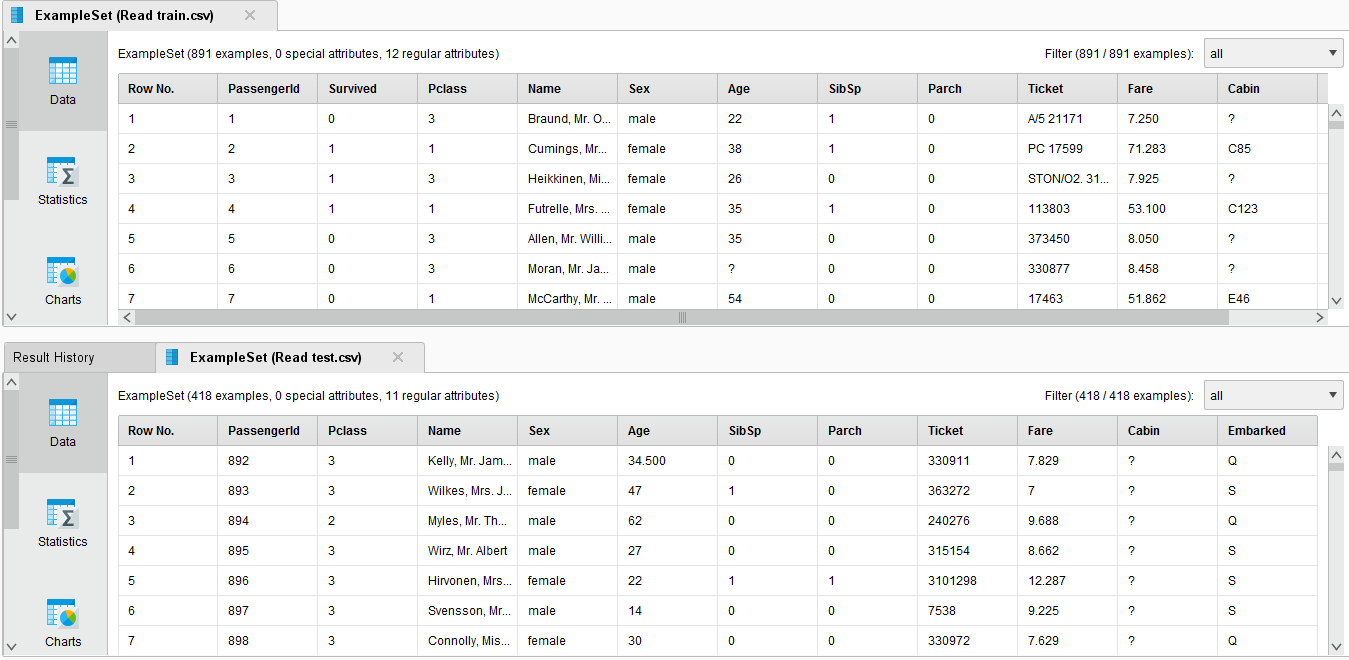 ExampleSet (Read train.csv)
ExampleSet (891 examples, 0 special attributes, 12 regular attributes) Filter (891 / 891 examples): all
Data
Statistics
Charts
Row No. PassengerId Survived Pclass Name Sex Age SibSp Parch Ticket Fare Cabin
1 1 0 3 Braund, Mr. O... male 22 1 0 A/5 21171 7.250 ?
2 2 1 1 Cumings, Mr... female 38 1 0 PC 17599 71.283 C85
3 3 1 3 Heikkinen, Mi... female 26 0 0 STON/O2. 31... 7.925 ?
4 4 1 1 Futrelle, Mrs. ... female 35 1 0 113803 53.100 C123
5 5 0 3 Allen, Mr. Willi... male 35 0 0 373450 8.050 ?
6 6 0 3 Moran, Mr. Ja... male ? 0 0 330877 8.458 ?
7 7 0 1 McCarthy, Mr. ... male 54 0 0 17463 51.862 E46
Result History ExampleSet (Read test.csv)
ExampleSet (418 examples, 0 special attributes, 11 regular attributes) Filter (418 / 418 examples): all
Data
Statistics
Charts
Row No. PassengerId Pclass Name Sex Age SibSp Parch Ticket Fare Cabin Embarked
1 892 3 Kelly, Mr. Jam... male 34.500 0 0 330911 7.829 ? Q
2 893 3 Wilkes, Mrs. J... female 47 1 0 363272 7 ? S
3 894 2 Myles, Mr. Th... male 62 0 0 240276 9.688 ? Q
4 895 3 Wirz, Mr. Albert male 27 0 0 315154 8.662 ? S
5 896 3 Hirvonen, Mrs... female 22 1 1 3101298 12.287 ? S
6 897 3 Svensson, Mr... male 14 0 0 7538 9.225 ? S
7 898 3 Connolly, Mis... female 30 0 0 330972 7.629 ? Q